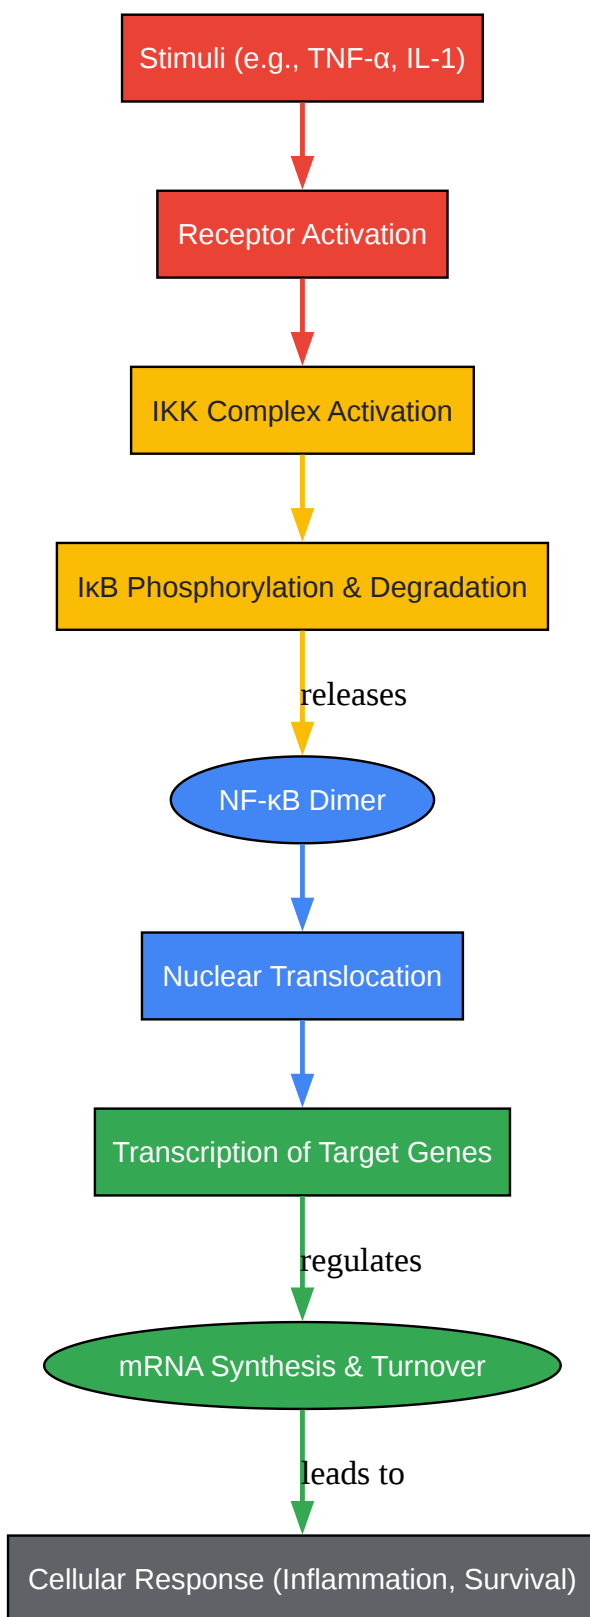 Stimuli (e.g., TNF-α, IL-1)
Receptor Activation
IKK Complex Activation
IκB Phosphorylation & Degradation
releases
NF-κB Dimer
Nuclear Translocation
Transcription of Target Genes
regulates
mRNA Synthesis & Turnover
leads to
Cellular Response (Inflammation, Survival)